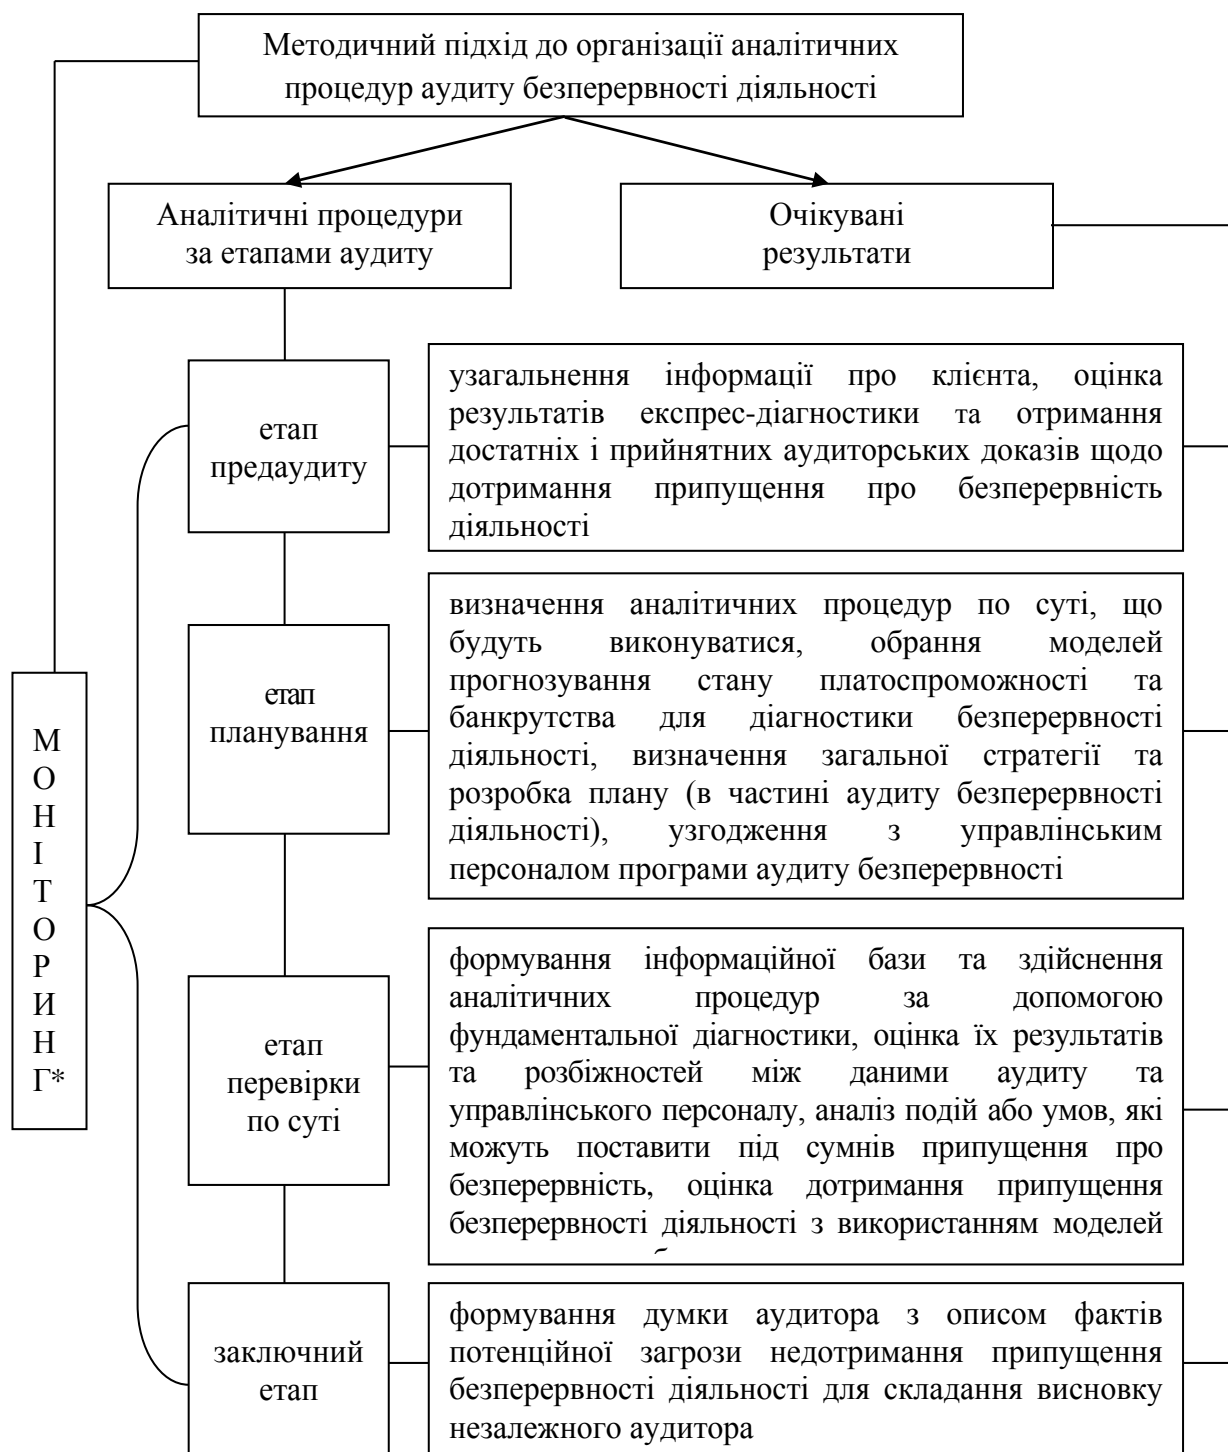 Методичний підхід до організації аналітичних
процедур аудиту безперервності діяльності
Аналітичні процедури
за етапами аудиту
Очікувані
результати
етап
предаудиту
узагальнення інформації про клієнта, оцінка
результатів експрес-діагностики та отримання
достатніх і прийнятних аудиторських доказів щодо
дотримання припущення про безперервність
діяльності
етап
планування
визначення аналітичних процедур по суті, що
будуть виконуватися, обрання моделей
прогнозування стану платоспроможності та
банкрутства для діагностики безперервності
діяльності, визначення загальної стратегії та
розробка плану (в частині аудиту безперервності
діяльності), узгодження з управлінським
персоналом програми аудиту безперервності
М
О
Н
І
Т
О
Р
И
Н
Г*
етап
перевірки
по суті
формування інформаційної бази та здійснення
аналітичних процедур за допомогою
фундаментальної діагностики, оцінка їх результатів
та розбіжностей між даними аудиту та
управлінського персоналу, аналіз подій або умов, які
можуть поставити під сумнів припущення про
безперервність, оцінка дотримання припущення
безперервності діяльності з використанням моделей
заключний
етап
формування думки аудитора з описом фактів
потенційної загрози недотримання припущення
безперервності діяльності для складання висновку
незалежного аудитора